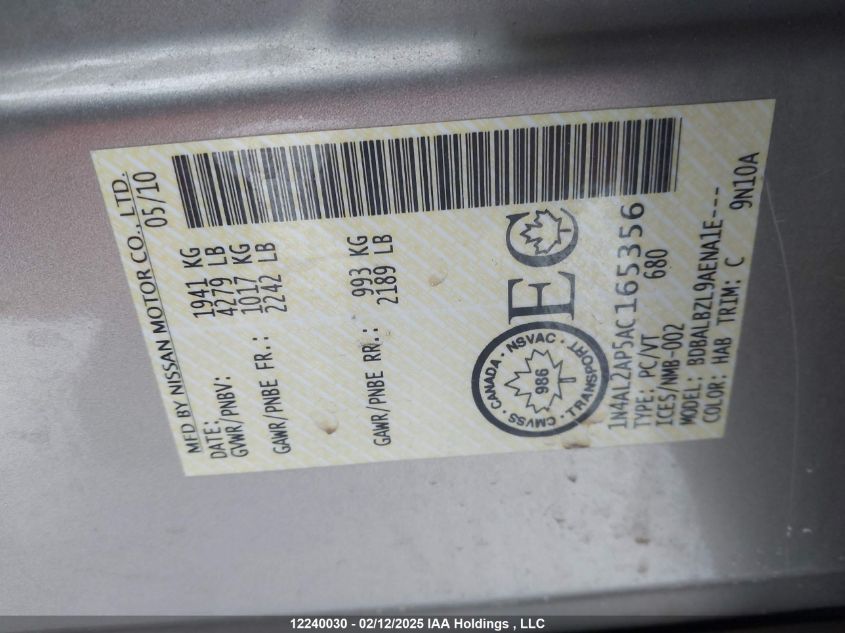 MFD BY NISSAN MOTOR CO., LTD.
DATE: 05/10
GVWR/PNBV: 1941 KG
4279 LB
GAWR/PNBE FR.: 1017 KG
2242 LB
GAWR/PNBE RR.: 993 KG
2189 LB
EC
CANADA · NSVAC · TRANSPORT · CMVSS ·
986
1N4AL2AP5AC165356
TYPE: PC/VT 680
ICES/NMB-002
MODEL: BDBALBZL9AENA1E---
COLOR: HAB TRIM: C 9N10A
12240030 - 02/12/2025 IAA Holdings , LLC